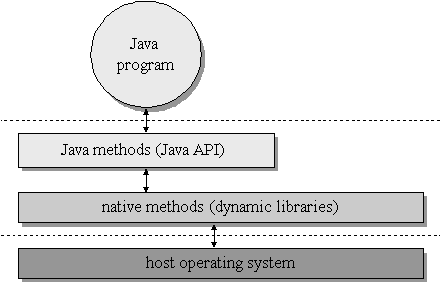 Java
program
Java methods (Java API)
native methods (dynamic libraries)
host operating system